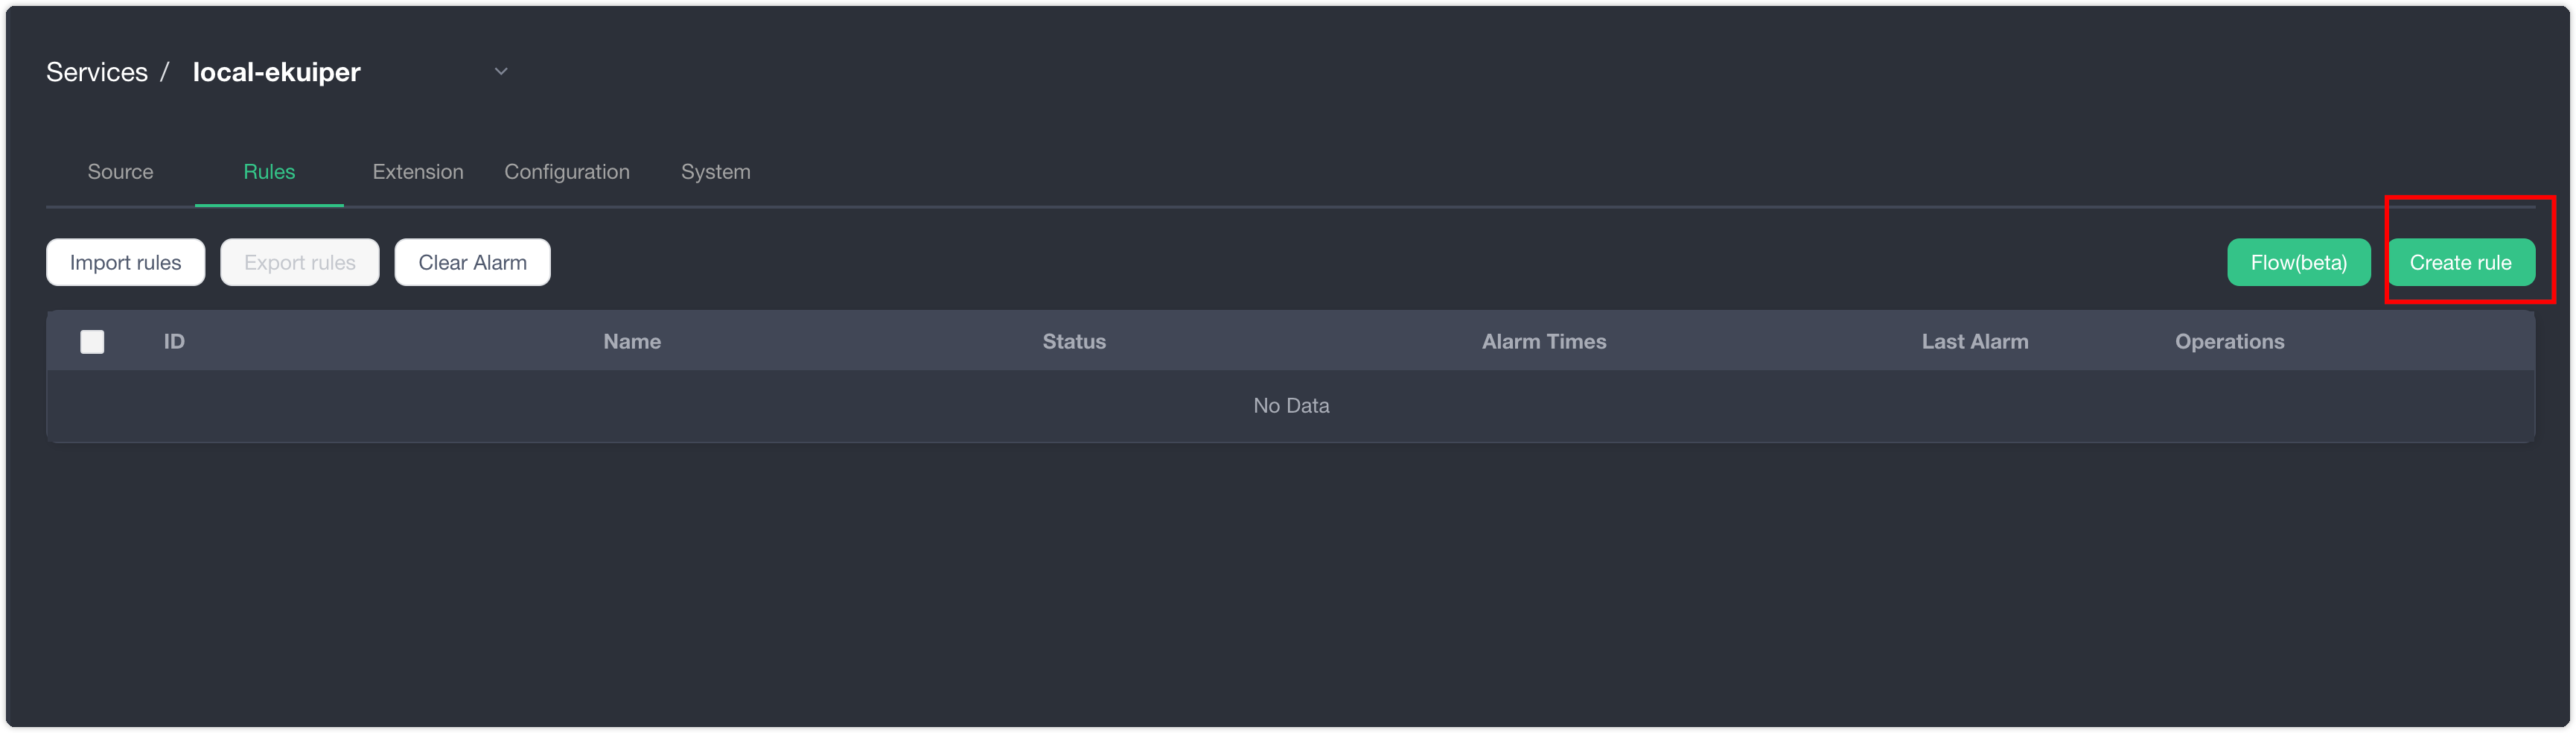 Services / local-ekuiper
Source Rules Extension Configuration System
Import rules Export rules Clear Alarm Flow(beta) Create rule
ID Name Status Alarm Times Last Alarm Operations
No Data